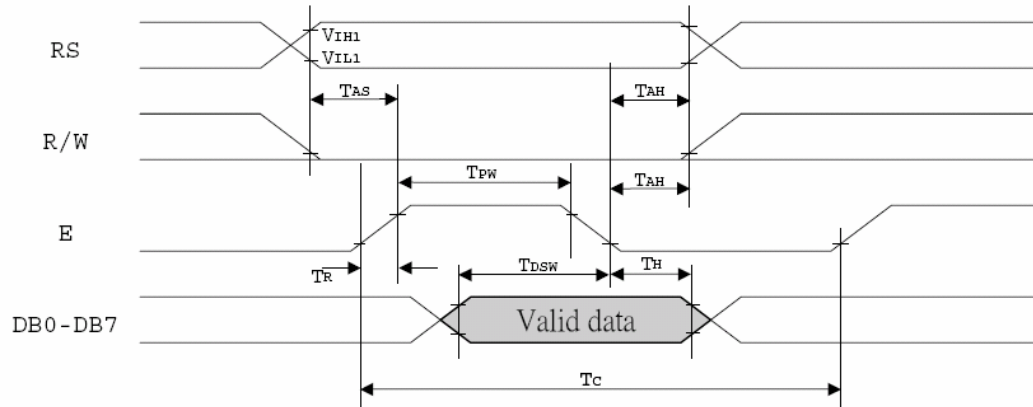 RS
VIH1
VIL1
TAS
TAH
R/W
TPW
TAH
E
TR
TDSW
TH
DB0-DB7
Valid data
TC